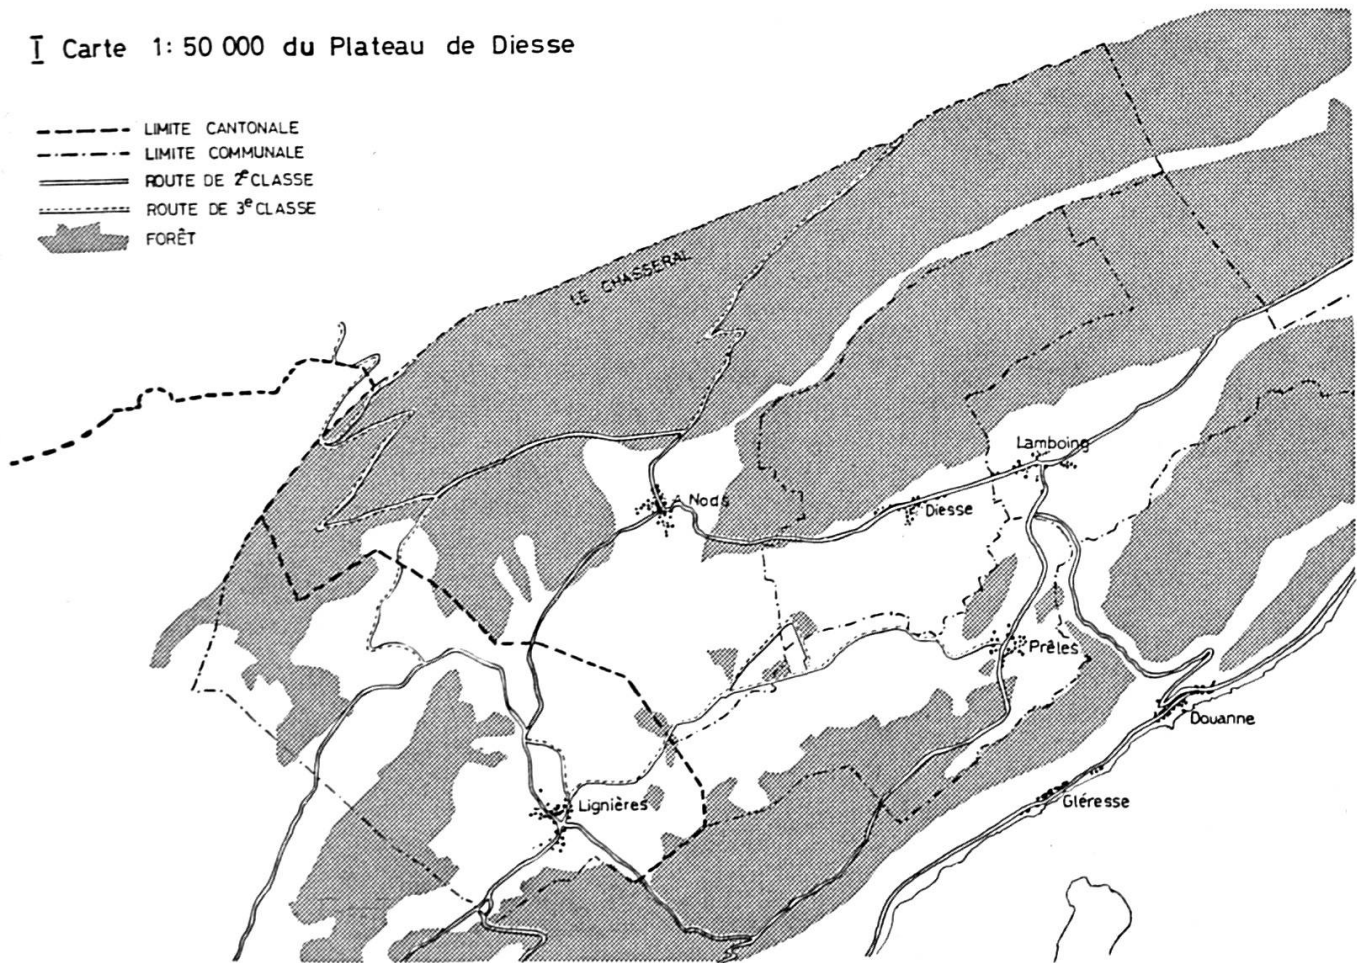 I Carte 1: 50 000 du Plateau de Diesse
LIMITE CANTONALE
LIMITE COMMUNALE
ROUTE DE 2e CLASSE
ROUTE DE 3e CLASSE
FORÊT
LE CHASSERAL
Lamboing
Nods
Diesse
Prêles
Douanne
Gléresse
Lignières